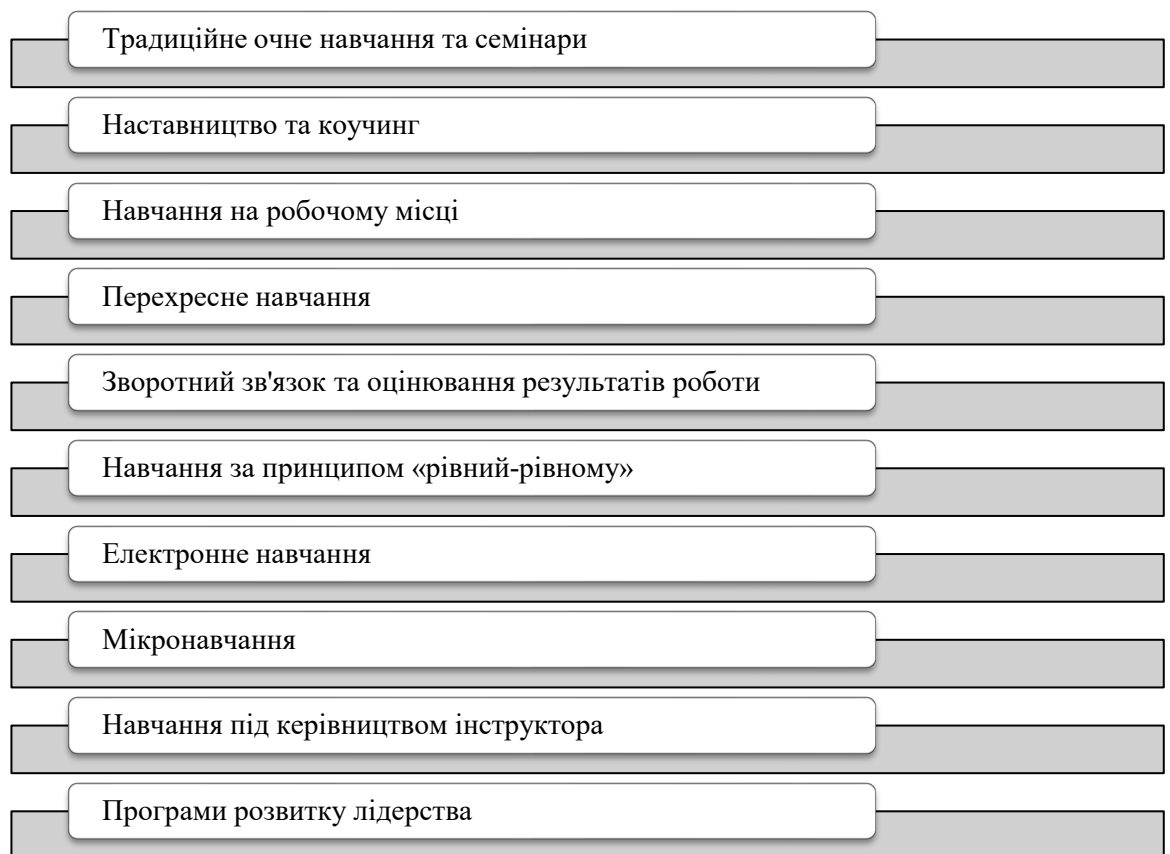 Традиційне очне навчання та семінари
Наставництво та коучинг
Навчання на робочому місці
Перехресне навчання
Зворотний зв'язок та оцінювання результатів роботи
Навчання за принципом «рівний-рівному»
Електронне навчання
Мікронавчання
Навчання під керівництвом інструктора
Програми розвитку лідерства